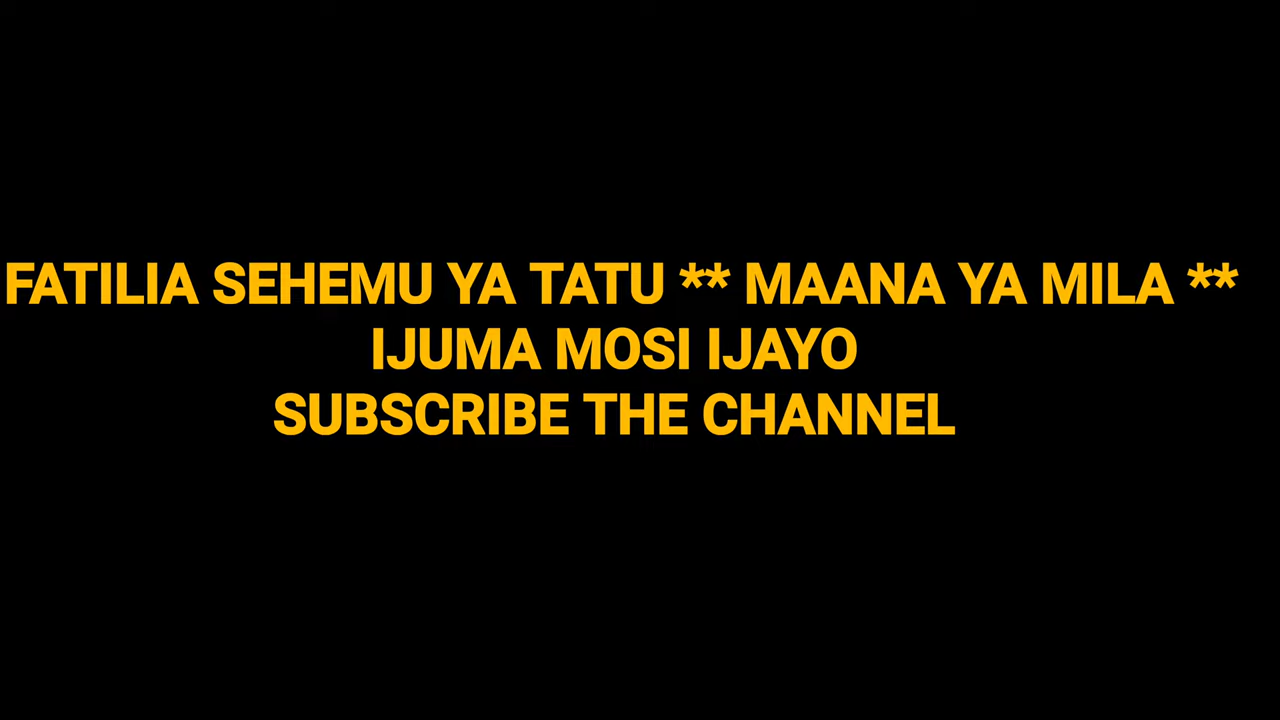 FATILIA SEHEMU YA TATU ** MAANA YA MILA **
IJUMA MOSI IJAYO
SUBSCRIBE THE CHANNEL